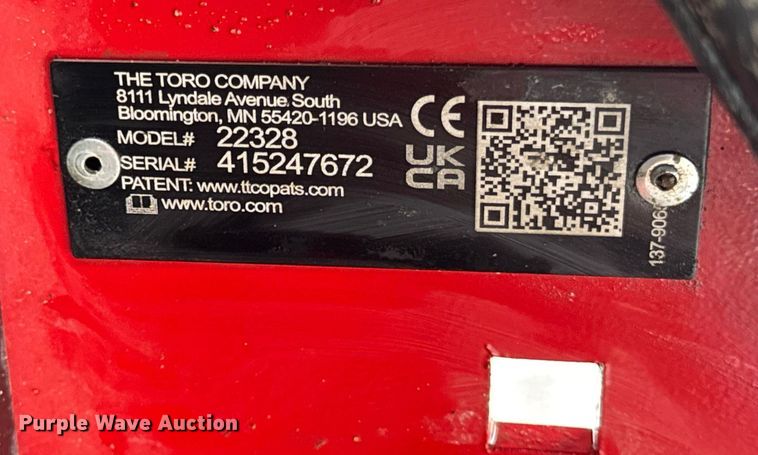 THE TORO COMPANY
8111 Lyndale Avenue South
Bloomington, MN 55420-1196 USA
MODEL# 22328
SERIAL# 415247672
PATENT: www.ttcopats.com
www.toro.com
CE
UK
CA
Purple Wave Auction